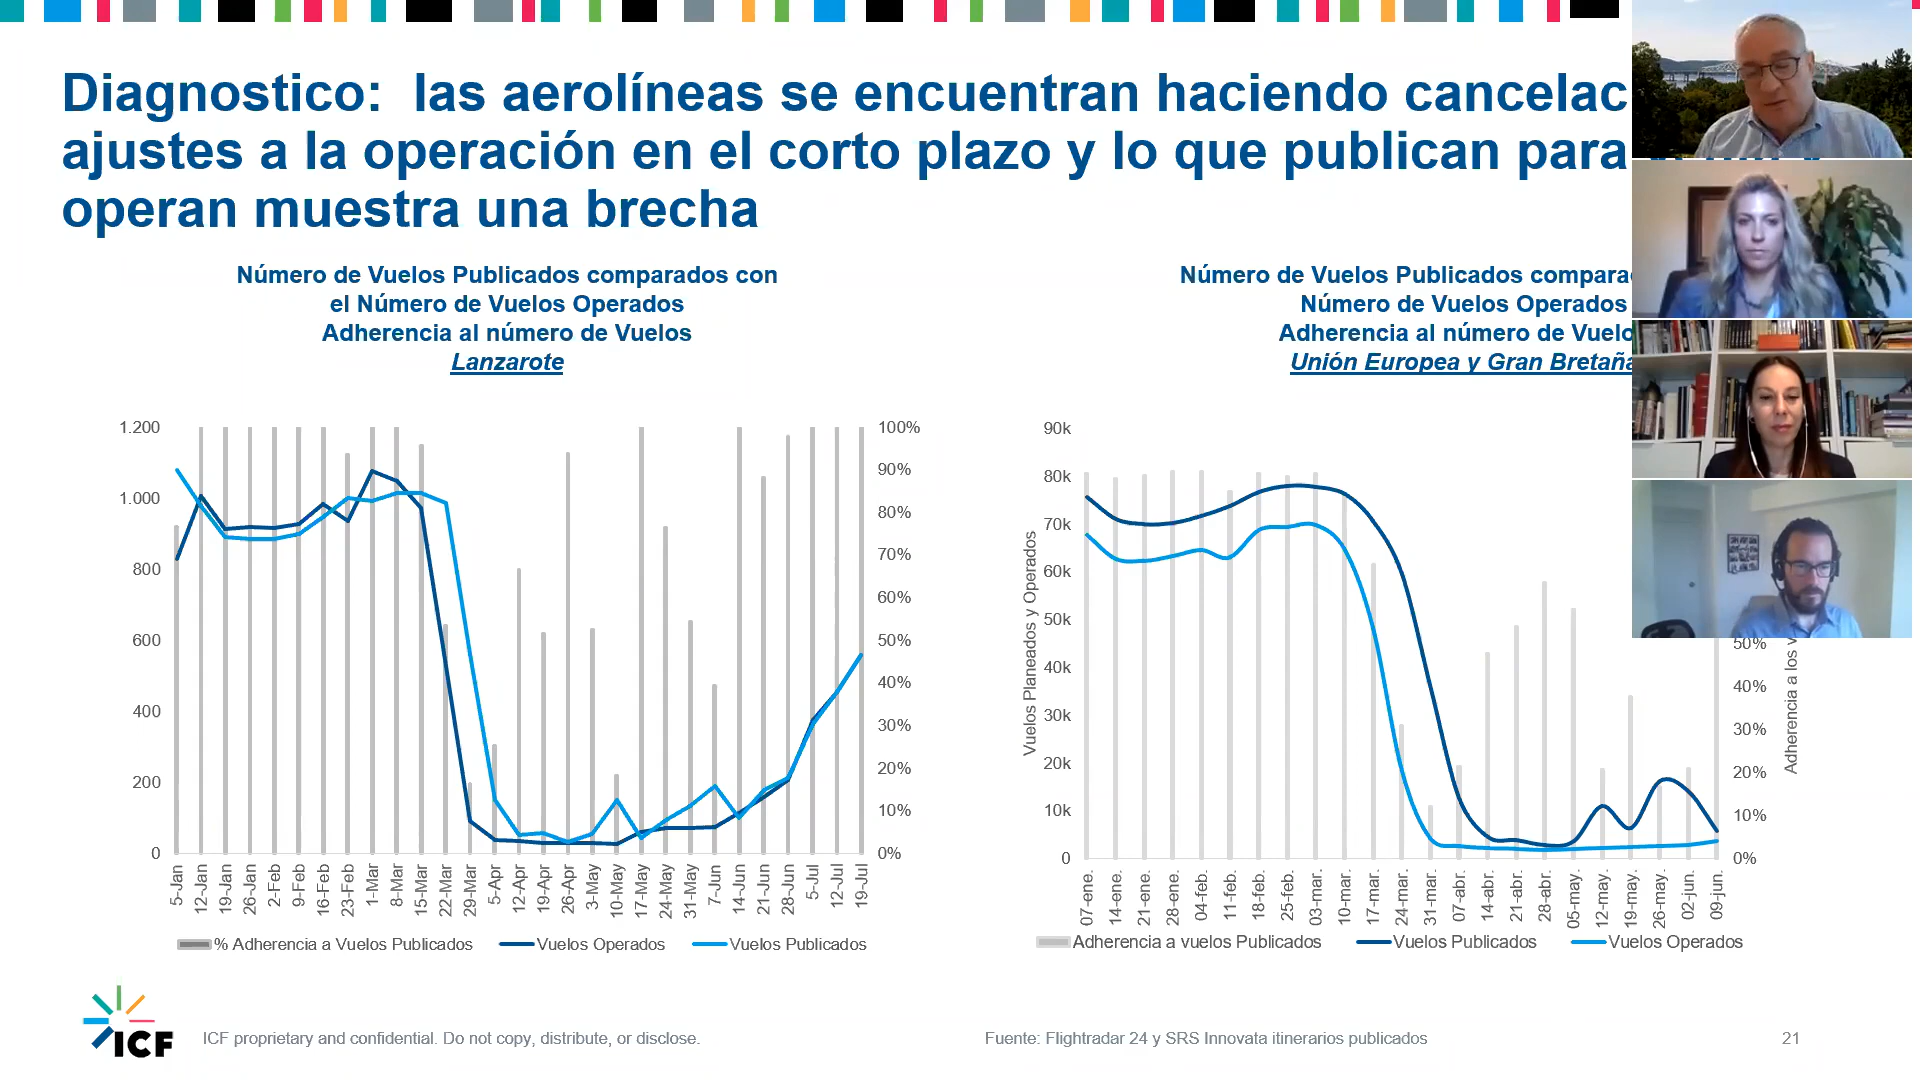 Diagnostico: las aerolíneas se encuentran haciendo cancelac
ajustes a la operación en el corto plazo y lo que publican para
operan muestra una brecha
Número de Vuelos Publicados comparados con
el Número de Vuelos Operados
Adherencia al número de Vuelos
Lanzarote
1.200
1.000
800
600
400
200
0
100%
90%
80%
70%
60%
50%
40%
30%
20%
10%
0%
5-Jan
12-Jan
19-Jan
26-Jan
2-Feb
9-Feb
16-Feb
23-Feb
1-Mar
8-Mar
15-Mar
22-Mar
29-Mar
5-Apr
12-Apr
19-Apr
26-Apr
3-May
10-May
17-May
24-May
31-May
7-Jun
14-Jun
21-Jun
28-Jun
5-Jul
12-Jul
19-Jul
% Adherencia a Vuelos Publicados
Vuelos Operados
Vuelos Publicados
Número de Vuelos Publicados compara
Número de Vuelos Operados
Adherencia al número de Vuelo
Unión Europea y Gran Bretaña
Vuelos Planeados y Operados
90k
80k
70k
60k
50k
40k
30k
20k
10k
0
50%
40%
30%
20%
10%
0%
Adherencia a los v
07-ene.
14-ene.
21-ene.
28-ene.
04-feb.
11-feb.
18-feb.
25-feb.
03-mar.
10-mar.
17-mar.
24-mar.
31-mar.
07-abr.
14-abr.
21-abr.
28-abr.
05-may.
12-may.
19-may.
26-may.
02-jun.
09-jun.
Adherencia a vuelos Publicados
Vuelos Publicados
Vuelos Operados
ICF
ICF proprietary and confidential. Do not copy, distribute, or disclose.
Fuente: Flightradar 24 y SRS Innovata itinerarios publicados
21